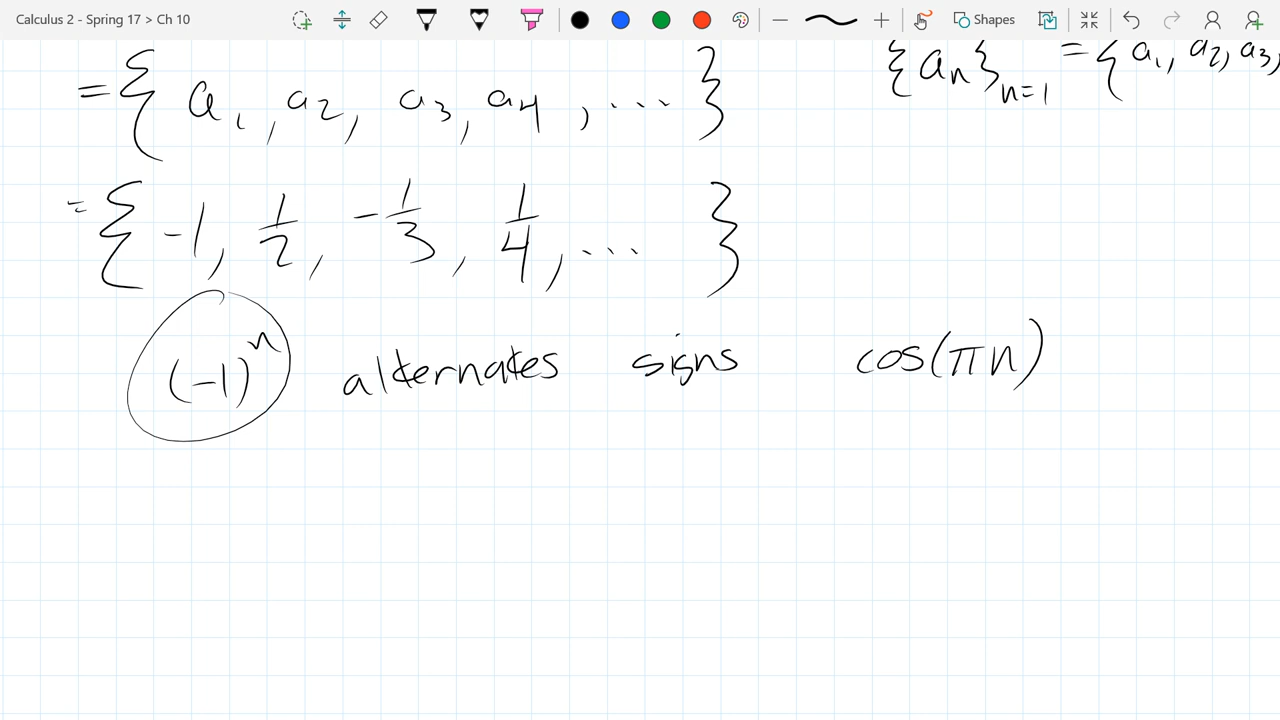 Calculus 2 - Spring 17 > Ch 10
Shapes
= { a₁, a₂, a₃, a₄, ... }
{aₙ}ₙ₌₁ = { a₁, a₂, a₃,
= { -1, 1/2, -1/3, 1/4, ... }
(-1)ⁿ alternates signs cos(πn)